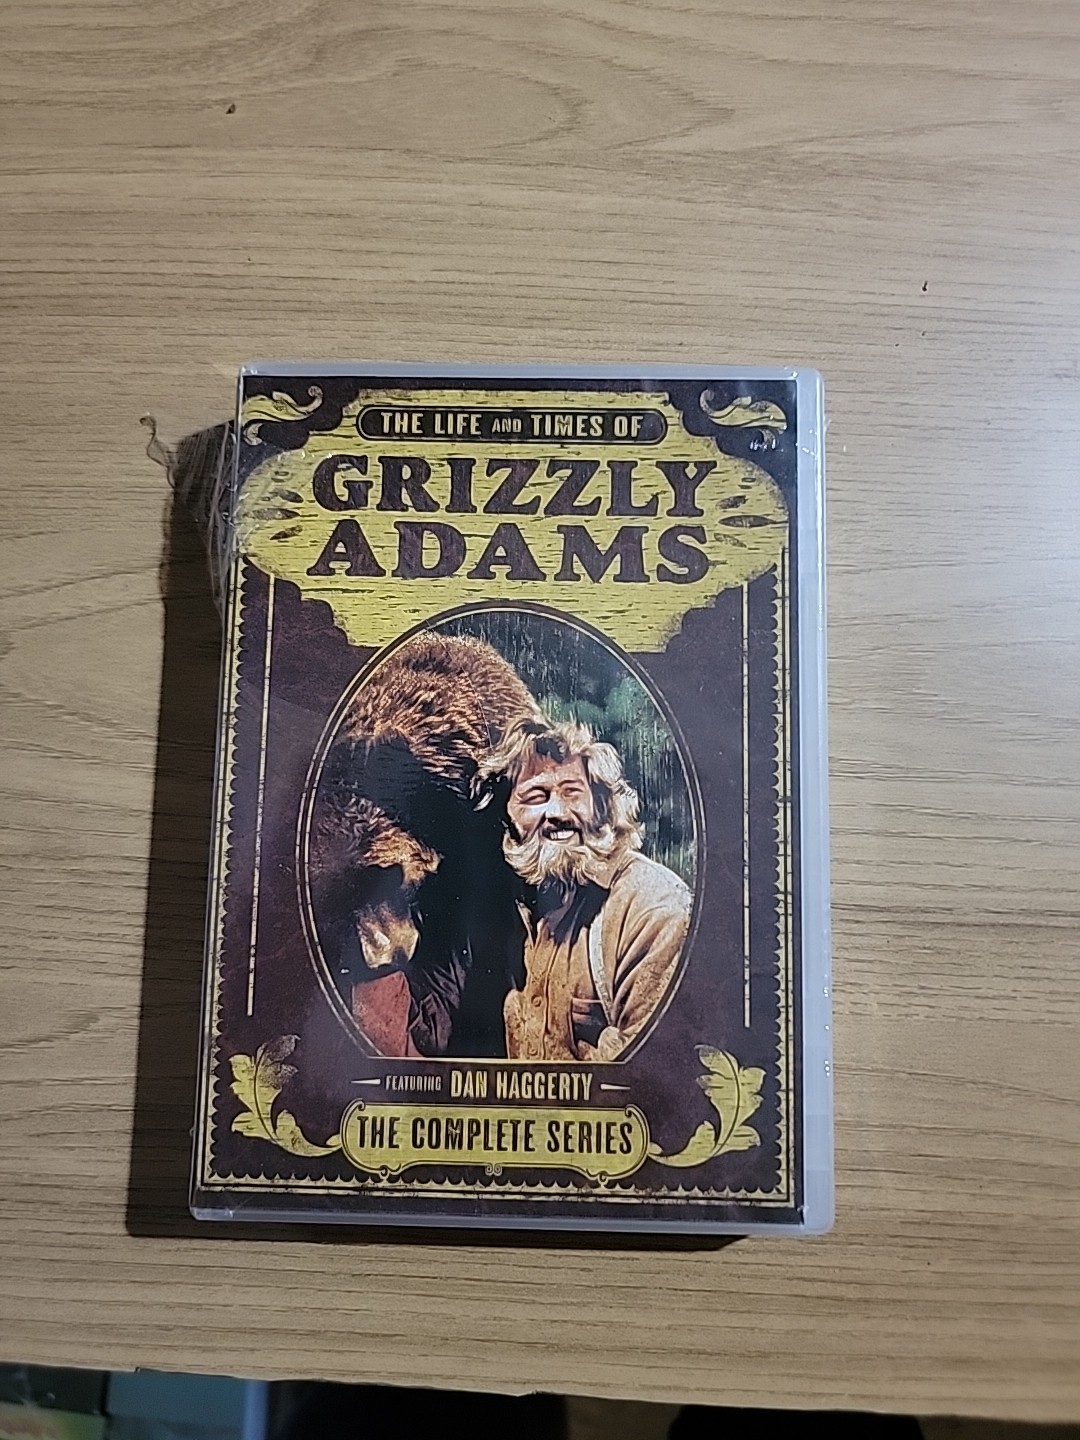 THE LIFE AND TIMES OF
GRIZZLY
ADAMS
FEATURING DAN HAGGERTY
THE COMPLETE SERIES